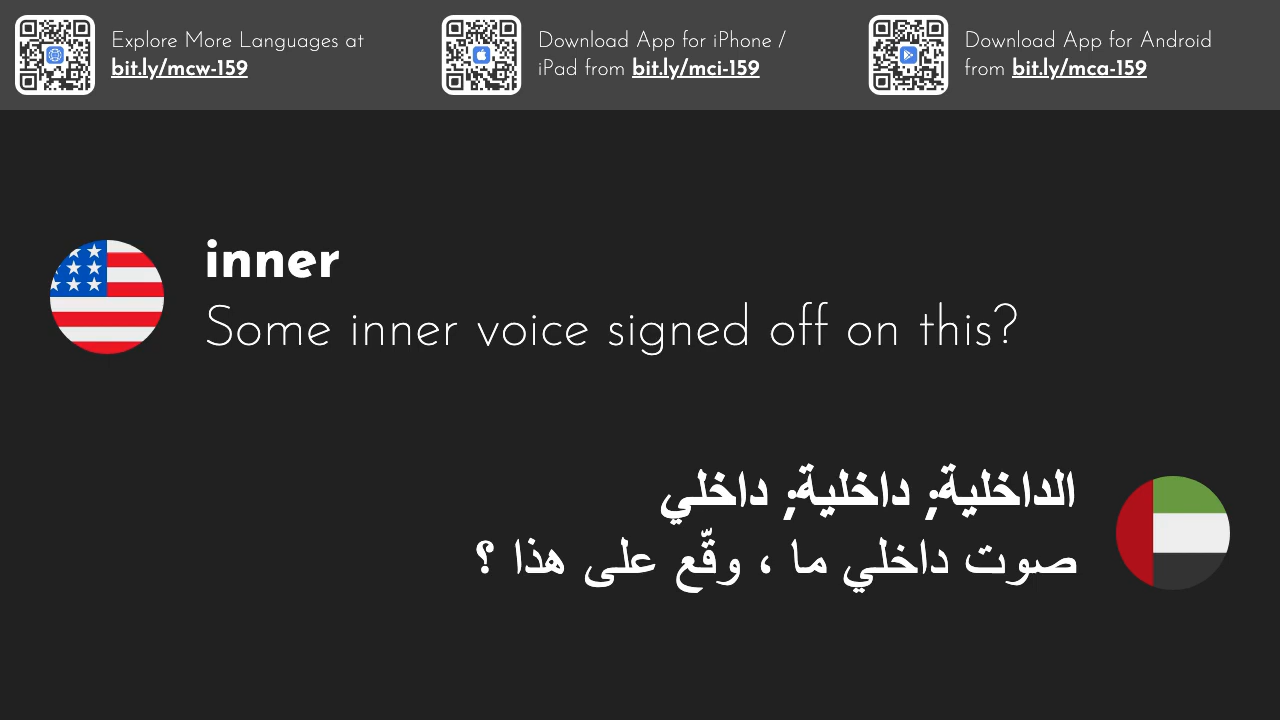 Explore More Languages at
bit.ly/mcw-159
Download App for iPhone /
iPad from bit.ly/mci-159
Download App for Android
from bit.ly/mca-159
inner
Some inner voice signed off on this?
الداخلية; داخلية; داخلي
صوت داخلي ما ، وقّع على هذا ؟